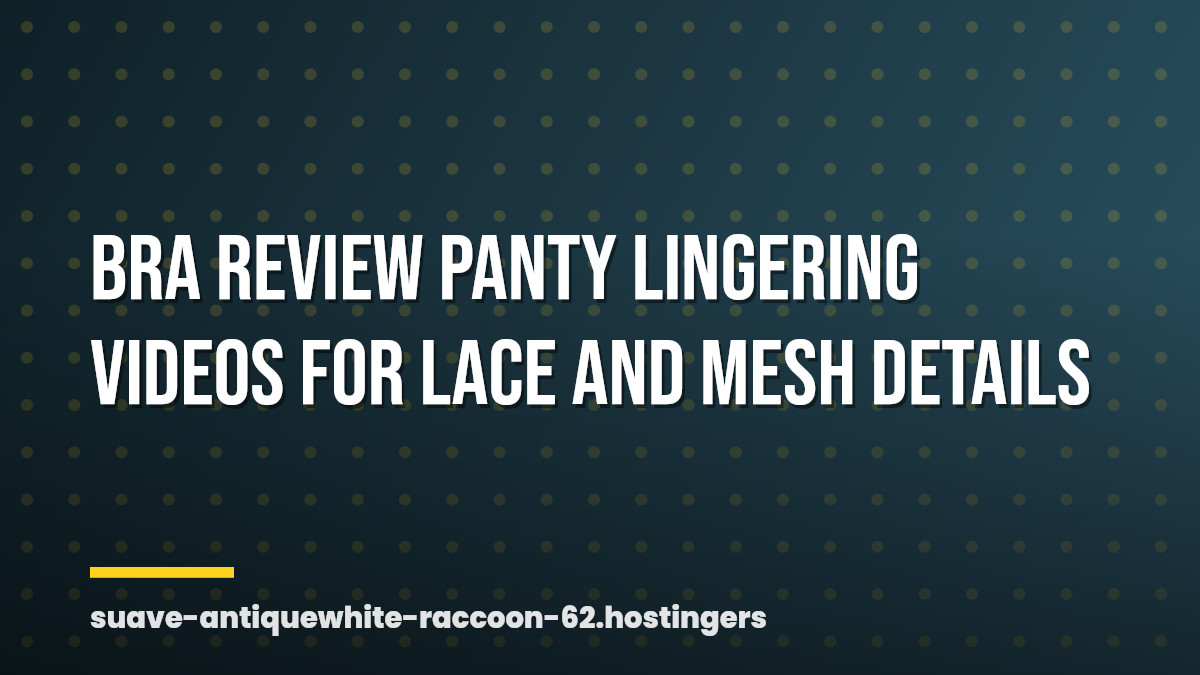 BRA REVIEW PANTY LINGERING
VIDEOS FOR LACE AND MESH DETAILS
suave-antiquewhite-raccoon-62.hostingers